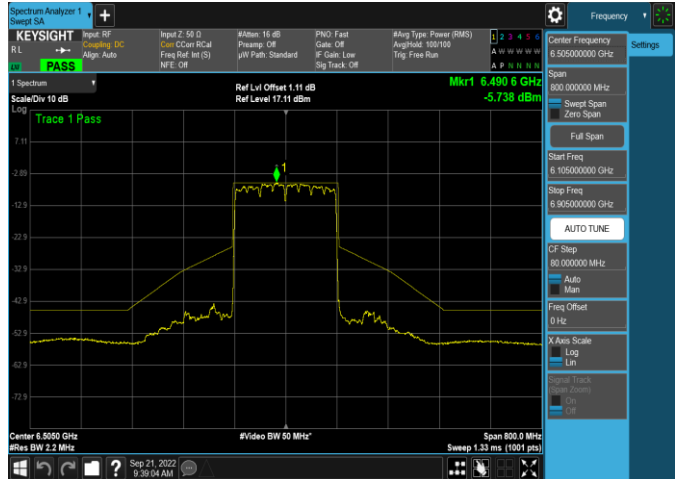 Spectrum Analyzer 1
Swept SA
Frequency
KEYSIGHT
RL
PASS
Input: RF
Coupling: DC
Align: Auto
Input Z: 50 Ω
Corr CCorr RCal
Freq Ref: Int (S)
NFE: Off
#Atten: 16 dB
Preamp: Off
µW Path: Standard
PNO: Fast
Gate: Off
IF Gain: Low
Sig Track: Off
#Avg Type: Power (RMS)
Avg|Hold: 100/100
Trig: Free Run
1 2 3 4 5 6
A W W W W W
A P N N N N
1 Spectrum
Scale/Div 10 dB
Log
Ref Lvl Offset 1.11 dB
Ref Level 17.11 dBm
Mkr1 6.490 6 GHz
-5.738 dBm
Trace 1 Pass
1
7.11
-2.89
-12.9
-22.9
-32.9
-42.9
-52.9
-62.9
-72.9
Center 6.5050 GHz
#Res BW 2.2 MHz
#Video BW 50 MHz*
Span 800.0 MHz
Sweep 1.33 ms (1001 pts)
Sep 21, 2022
9:39:04 AM
Center Frequency
6.505000000 GHz
Settings
Span
800.000000 MHz
Swept Span
Zero Span
Full Span
Start Freq
6.105000000 GHz
Stop Freq
6.905000000 GHz
AUTO TUNE
CF Step
80.000000 MHz
Auto
Man
Freq Offset
0 Hz
X Axis Scale
Log
Lin
Signal Track
(Span Zoom)
On
Off